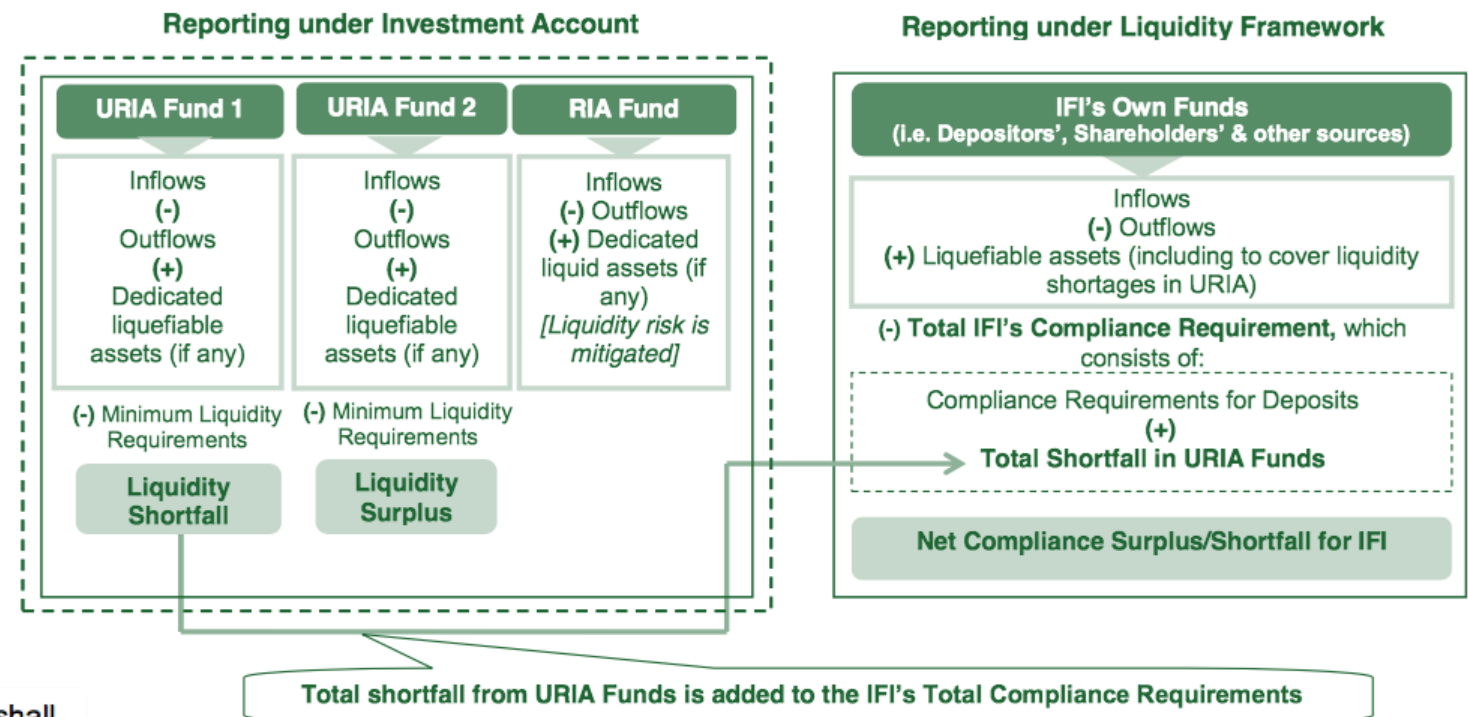 Reporting under Investment Account
URIA Fund 1
Inflows
(-)
Outflows
(+)
Dedicated
liquefiable
assets (if any)
(-) Minimum Liquidity
Requirements
Liquidity
Shortfall
URIA Fund 2
Inflows
(-)
Outflows
(+)
Dedicated
liquefiable
assets (if any)
(-) Minimum Liquidity
Requirements
Liquidity
Surplus
RIA Fund
Inflows
(-) Outflows
(+) Dedicated
liquid assets (if
any)
[Liquidity risk is
mitigated]
Reporting under Liquidity Framework
IFI's Own Funds
(i.e. Depositors', Shareholders' & other sources)
Inflows
(-) Outflows
(+) Liquefiable assets (including to cover liquidity
shortages in URIA)
(-) Total IFI's Compliance Requirement, which
consists of:
Compliance Requirements for Deposits
(+)
Total Shortfall in URIA Funds
Net Compliance Surplus/Shortfall for IFI
Total shortfall from URIA Funds is added to the IFI's Total Compliance Requirements